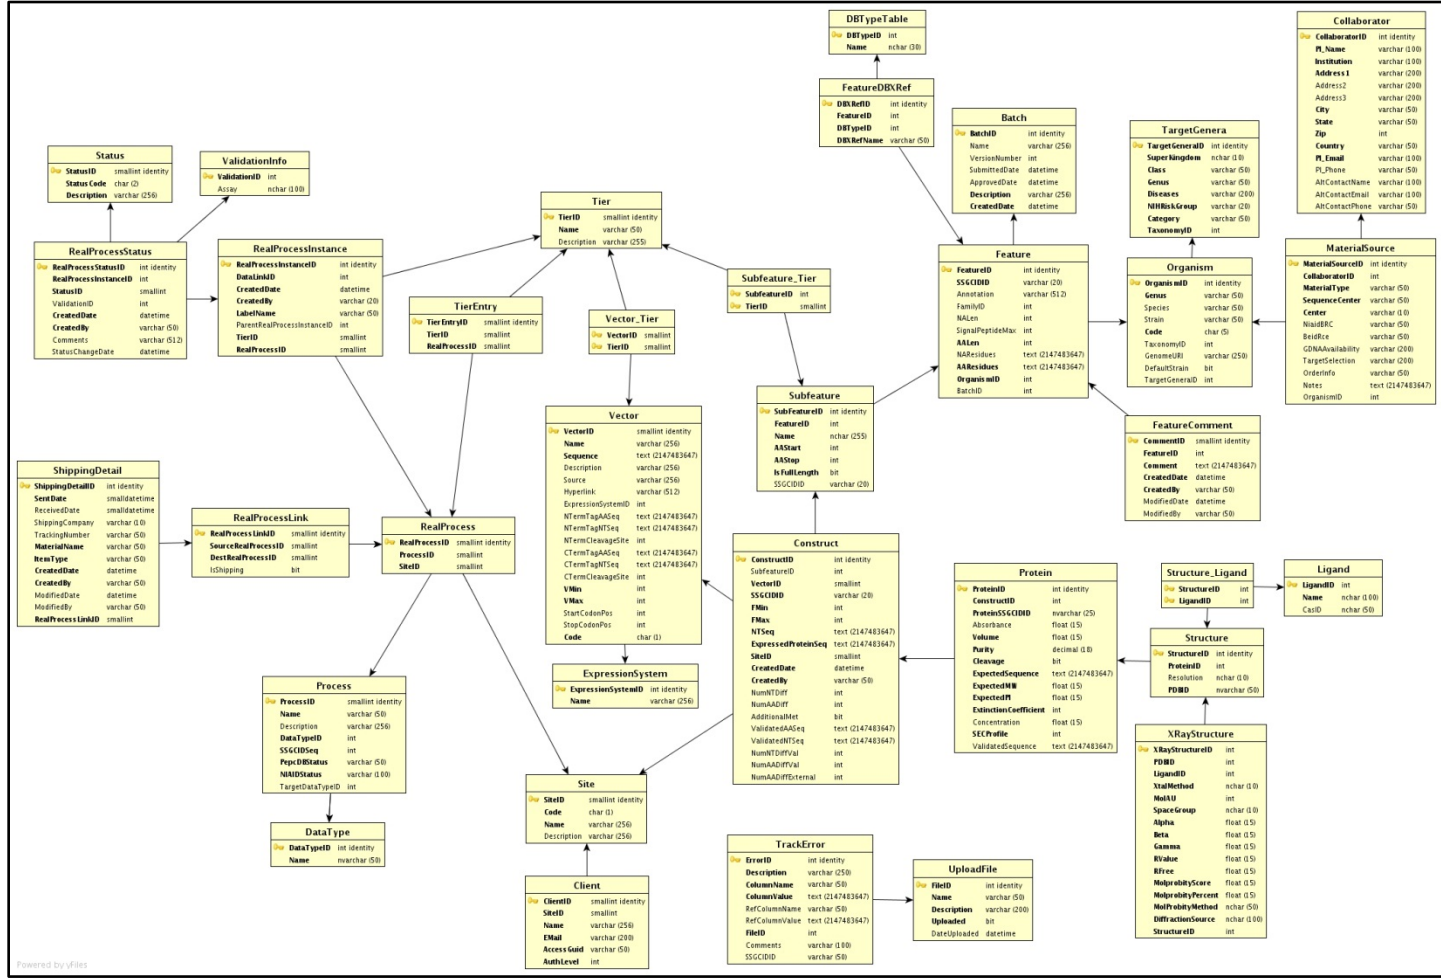 DBTypeTable
DBTypeID int
Name nchar (30)
Collaborator
CollaboratorID int identity
PI_Name varchar (100)
Institution varchar (100)
Address1 varchar (200)
Address2 varchar (200)
Address3 varchar (200)
City varchar (50)
State varchar (50)
Zip int
Country varchar (50)
PI_Email varchar (100)
PI_Phone varchar (50)
AltContactName varchar (100)
AltContactEmail varchar (100)
AltContactPhone varchar (50)
FeatureDBXRef
DBXRefID int identity
FeatureID int
DBTypeID int
DBXRefName varchar (50)
Batch
BatchID int identity
Name varchar (256)
VersionNumber int
SubmittedDate datetime
ApprovedDate datetime
Description varchar (256)
CreatedDate datetime
TargetGenera
TargetGeneraID int identity
SuperKingdom nchar (10)
Class varchar (50)
Genus varchar (50)
Diseases varchar (200)
NIHRiskGroup varchar (20)
Category varchar (50)
TaxonomyID int
Status
StatusID smallint identity
StatusCode char (2)
Description varchar (256)
ValidationInfo
ValidationID int
Assay nchar (100)
Tier
TierID smallint identity
Name varchar (50)
Description varchar (255)
RealProcessStatus
RealProcessStatusID int identity
RealProcessInstanceID int
StatusID smallint
ValidationID int
CreatedDate datetime
CreatedBy varchar (50)
Comments varchar (512)
StatusChangeDate datetime
RealProcessInstance
RealProcessInstanceID int identity
DataLinkID int
CreatedDate datetime
CreatedBy varchar (20)
LabelName varchar (50)
ParentRealProcessInstanceID int
TierID smallint
RealProcessID smallint
TierEntry
TierEntryID smallint identity
TierID smallint
RealProcessID smallint
Vector_Tier
VectorID smallint
TierID smallint
Subfeature_Tier
SubfeatureID int
TierID smallint
Feature
FeatureID int identity
SSGCIDID varchar (20)
Annotation varchar (512)
FamilyID int
NALen int
SignalPeptideMax int
AALen int
NAResidues text (2147483647)
AAResidues text (2147483647)
OrganismID int
BatchID int
Organism
OrganismID int identity
Genus varchar (50)
Species varchar (50)
Strain varchar (50)
Code char (5)
TaxonomyID int
GenomeURI varchar (250)
DefaultStrain bit
TargetGeneraID int
MaterialSource
MaterialSourceID int identity
CollaboratorID int
MaterialType varchar (50)
SequenceCenter varchar (50)
Center varchar (10)
NiaidBRC varchar (50)
BeidRce varchar (50)
GDNAAvailability varchar (200)
TargetSelection varchar (200)
OrderInfo varchar (50)
Notes text (2147483647)
OrganismID int
Vector
VectorID smallint identity
Name varchar (256)
Sequence text (2147483647)
Description varchar (256)
Source varchar (256)
Hyperlink varchar (512)
ExpressionSystemID int
NTermTagAASeq text (2147483647)
NTermTagNTSeq text (2147483647)
NTermCleavageSite int
CTermTagAASeq text (2147483647)
CTermTagNTSeq text (2147483647)
CTermCleavageSite int
VMin int
VMax int
StartCodonPos int
StopCodonPos int
Code char (1)
Subfeature
SubFeatureID int identity
FeatureID int
Name nchar (255)
AAStart int
AAStop int
IsFullLength bit
SSGCIDID varchar (20)
FeatureComment
CommentID smallint identity
FeatureID int
Comment text (2147483647)
CreatedDate datetime
CreatedBy varchar (50)
ModifiedDate datetime
ModifiedBy varchar (50)
ShippingDetail
ShippingDetailID int identity
SentDate smalldatetime
ReceivedDate smalldatetime
ShippingCompany varchar (10)
TrackingNumber varchar (50)
MaterialName varchar (50)
ItemType varchar (50)
CreatedDate datetime
CreatedBy varchar (50)
ModifiedDate datetime
ModifiedBy varchar (50)
RealProcessLinkID smallint
RealProcessLink
RealProcessLinkID smallint identity
SourceRealProcessID smallint
DestRealProcessID smallint
IsShipping bit
RealProcess
RealProcessID smallint identity
ProcessID smallint
SiteID smallint
Construct
ConstructID int identity
SubfeatureID int
VectorID smallint
SSGCIDID varchar (20)
FMin int
FMax int
NTSeq text (2147483647)
ExpressedProteinSeq text (2147483647)
SiteID smallint
CreatedDate datetime
CreatedBy varchar (50)
NumNTDiff int
NumAADiff int
AdditionalMet bit
ValidatedAASeq text (2147483647)
ValidatedNTSeq text (2147483647)
NumNTDiffVal int
NumAADiffVal int
NumAADiffExternal int
Protein
ProteinID int identity
ConstructID int
ProteinSSGCIDID nvarchar (25)
Absorbance float (15)
Volume float (15)
Purity decimal (18)
Cleavage bit
ExpectedSequence text (2147483647)
ExpectedMW float (15)
ExpectedPI float (15)
ExtinctionCoefficient int
Concentration float (15)
SECProfile int
ValidatedSequence text (2147483647)
Structure_Ligand
StructureID int
LigandID int
Ligand
LigandID int
Name nchar (100)
CasID nchar (50)
Structure
StructureID int identity
ProteinID int
Resolution nchar (10)
PDBID nvarchar (50)
ExpressionSystem
ExpressionSystemID int identity
Name varchar (256)
Process
ProcessID smallint identity
Name varchar (50)
Description varchar (256)
DataTypeID int
SSGCIDSeq int
PepcDBStatus varchar (50)
NIAIDStatus varchar (100)
TargetDataTypeID int
XRayStructure
XRayStructureID int
PDBID int
LigandID int
XtalMethod nchar (10)
MolAU int
SpaceGroup nchar (10)
Alpha float (15)
Beta float (15)
Gamma float (15)
RValue float (15)
RFree float (15)
MolprobityScore float (15)
MolprobityPercent float (15)
MolProbityMethod nchar (50)
DiffractionSource nchar (100)
StructureID int
Site
SiteID smallint identity
Code char (1)
Name varchar (256)
Description varchar (256)
DataType
DataTypeID int identity
Name nvarchar (50)
TrackError
ErrorID int identity
Description varchar (250)
ColumnName varchar (50)
ColumnValue text (2147483647)
RefColumnName varchar (50)
RefColumnValue text (2147483647)
FileID int
Comments varchar (100)
SSGCIDID varchar (50)
UploadFile
FileID int identity
Name varchar (50)
Description varchar (200)
Uploaded bit
DateUploaded datetime
Client
ClientID smallint identity
SiteID smallint
Name varchar (256)
EMail varchar (200)
AccessGuid varchar (50)
AuthLevel int
Powered by yFiles